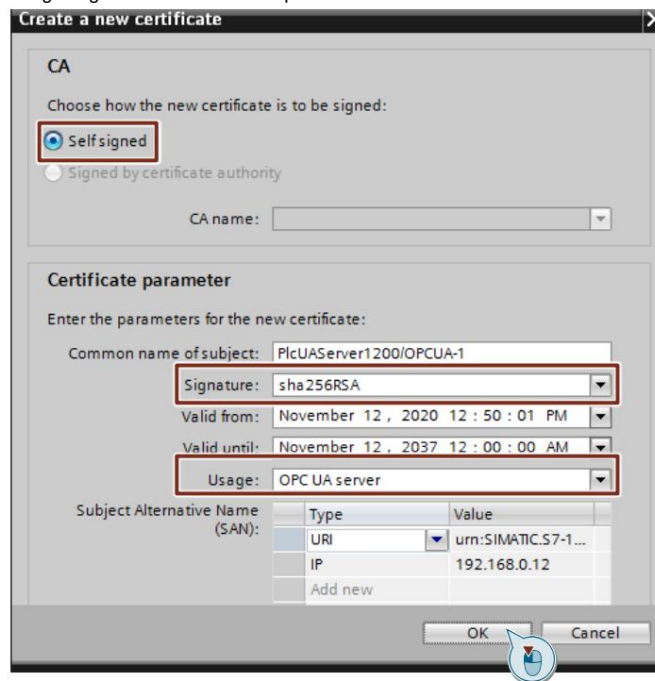 Create a new certificate
CA
Choose how the new certificate is to be signed:
Self signed
Signed by certificate authority
CA name:
Certificate parameter
Enter the parameters for the new certificate:
Common name of subject: PlcUAServer1200/OPCUA-1
Signature: sha256RSA
Valid from: November 12 , 2020 12 : 50 : 01 PM
Valid until: November 12 , 2037 12 : 00 : 00 AM
Usage: OPC UA server
Subject Alternative Name (SAN):
Type Value
URI urn:SIMATIC.S7-1...
IP 192.168.0.12
Add new
OK Cancel